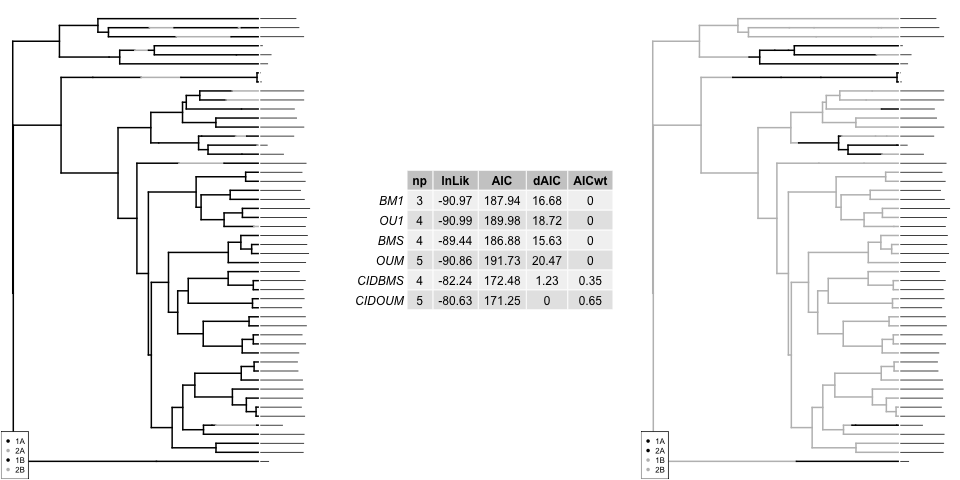 np lnLik AIC dAIC AICwt
BM1 3 -90.97 187.94 16.68 0
OU1 4 -90.99 189.98 18.72 0
BMS 4 -89.44 186.88 15.63 0
OUM 5 -90.86 191.73 20.47 0
CIDBMS 4 -82.24 172.48 1.23 0.35
CIDOUM 5 -80.63 171.25 0 0.65
1A
2A
1B
2B
1A
2A
1B
2B